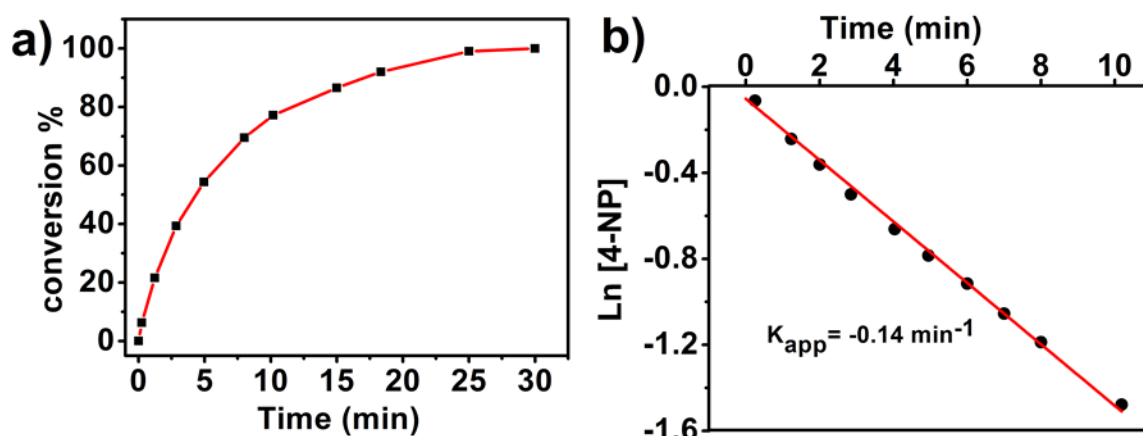 a)
conversion %
100
80
60
40
20
0
0 5 10 15 20 25 30
Time (min)
b)
Time (min)
0 2 4 6 8 10
Ln [4-NP]
0.0
-0.4
-0.8
-1.2
-1.6
Kapp= -0.14 min-1